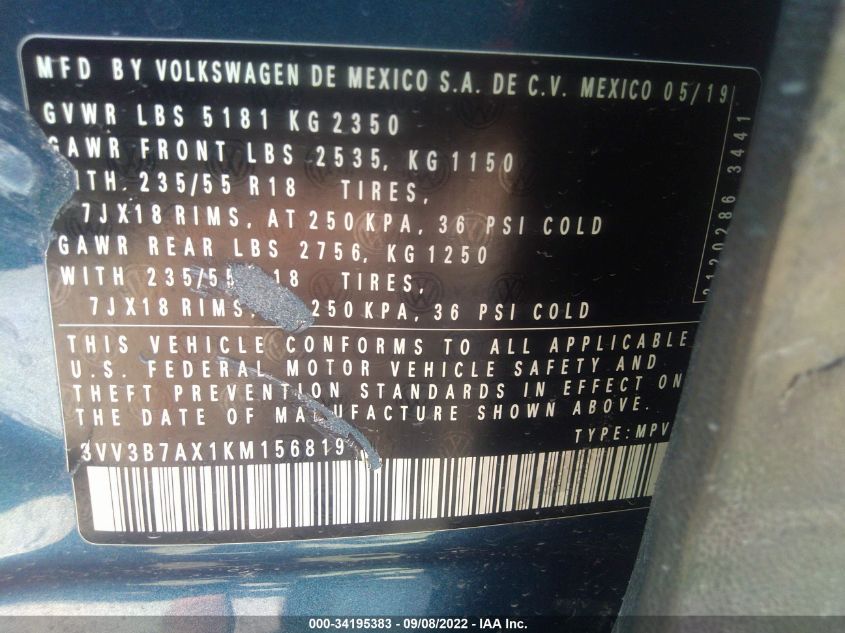 MFD BY VOLKSWAGEN DE MEXICO S.A. DE C.V. MEXICO 05/19
GVWR LBS 5181 KG 2350
GAWR FRONT LBS 2535, KG 1150
WITH 235/55 R18 TIRES,
7JX18 RIMS, AT 250 KPA, 36 PSI COLD
GAWR REAR LBS 2756, KG 1250
WITH 235/55 18 TIRES,
7JX18 RIMS, 250 KPA, 36 PSI COLD
THIS VEHICLE CONFORMS TO ALL APPLICABLE
U.S. FEDERAL MOTOR VEHICLE SAFETY AND
THEFT PREVENTION STANDARDS IN EFFECT ON
THE DATE OF MANUFACTURE SHOWN ABOVE.
3VV3B7AX1KM156819 TYPE:MPV
3441
000-34195383 - 09/08/2022 - IAA Inc.